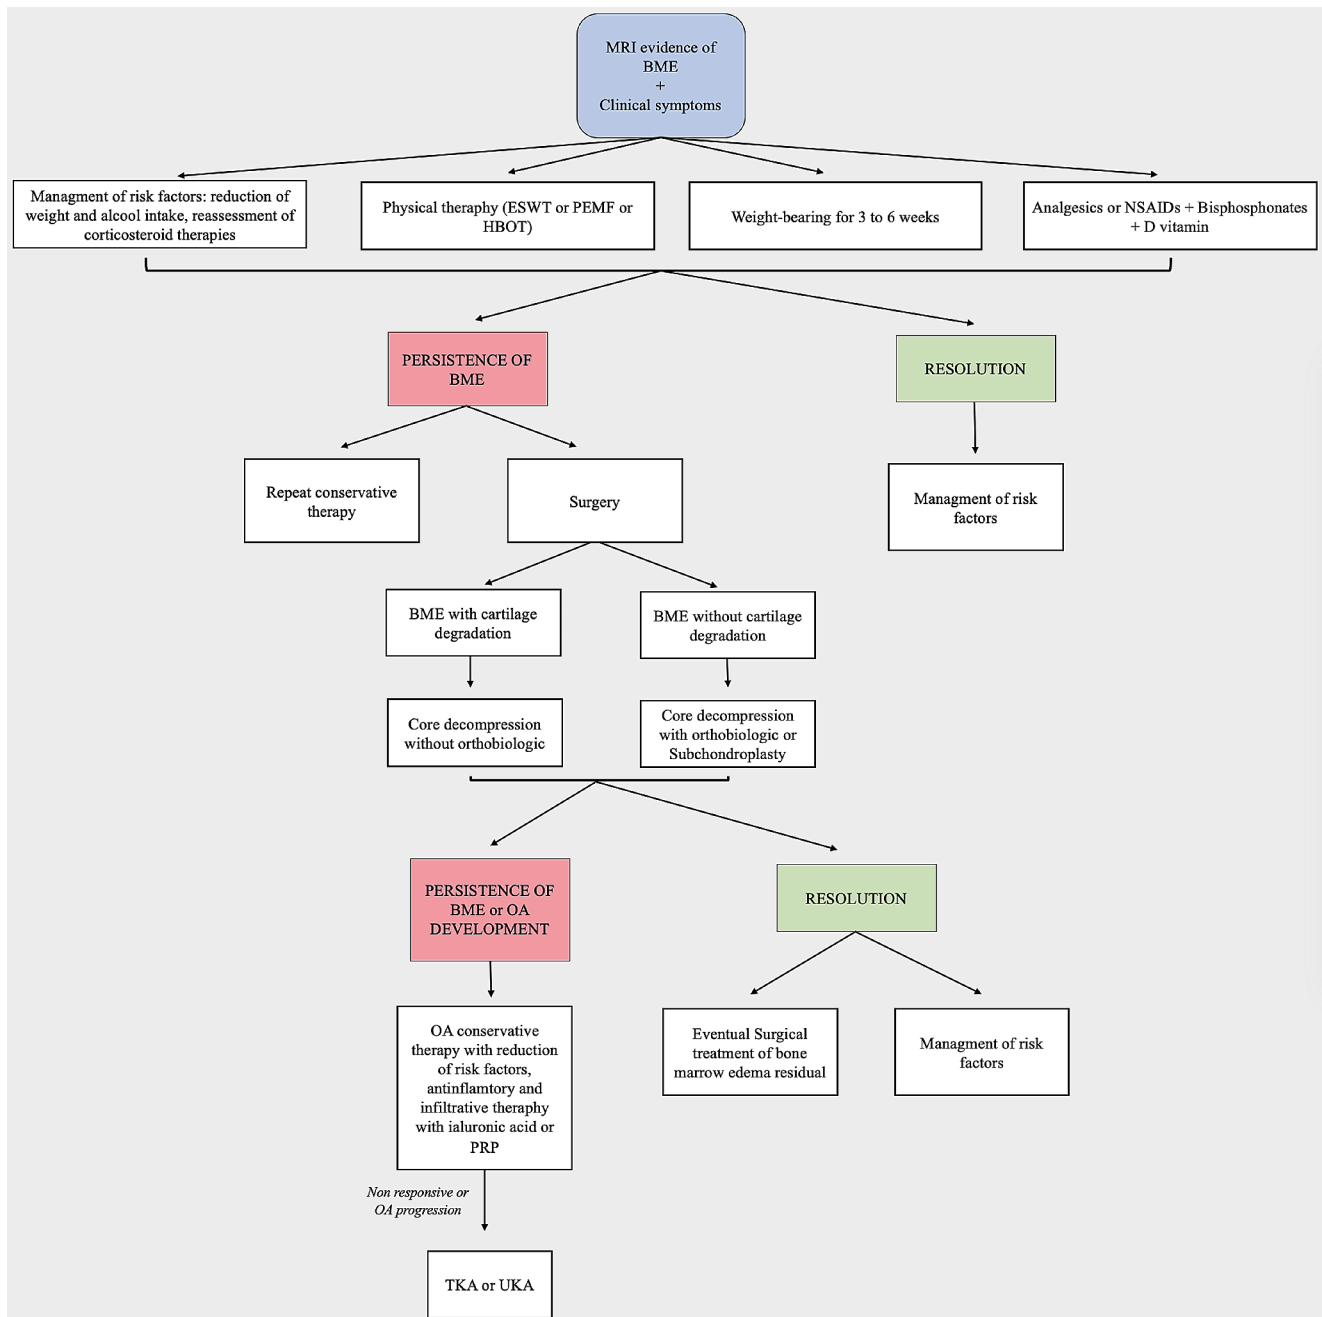 MRI evidence of
BME
+
Clinical symptoms
Managment of risk factors: reduction of
weight and alcool intake, reassessment of
corticosteroid therapies
Physical theraphy (ESWT or PEMF or
HBOT)
Weight-bearing for 3 to 6 weeks
Analgesics or NSAIDs + Bisphosphonates
+ D vitamin
PERSISTENCE OF
BME
RESOLUTION
Repeat conservative
therapy
Surgery
Managment of risk
factors
BME with cartilage
degradation
BME without cartilage
degradation
Core decompression
without orthobiologic
Core decompression
with orthobiologic or
Subchondroplasty
PERSISTENCE OF
BME or OA
DEVELOPMENT
RESOLUTION
OA conservative
therapy with reduction
of risk factors,
antinflamtory and
infiltrative theraphy
with ialuronic acid or
PRP
Eventual Surgical
treatment of bone
marrow edema residual
Managment of risk
factors
Non responsive or
OA progression
TKA or UKA